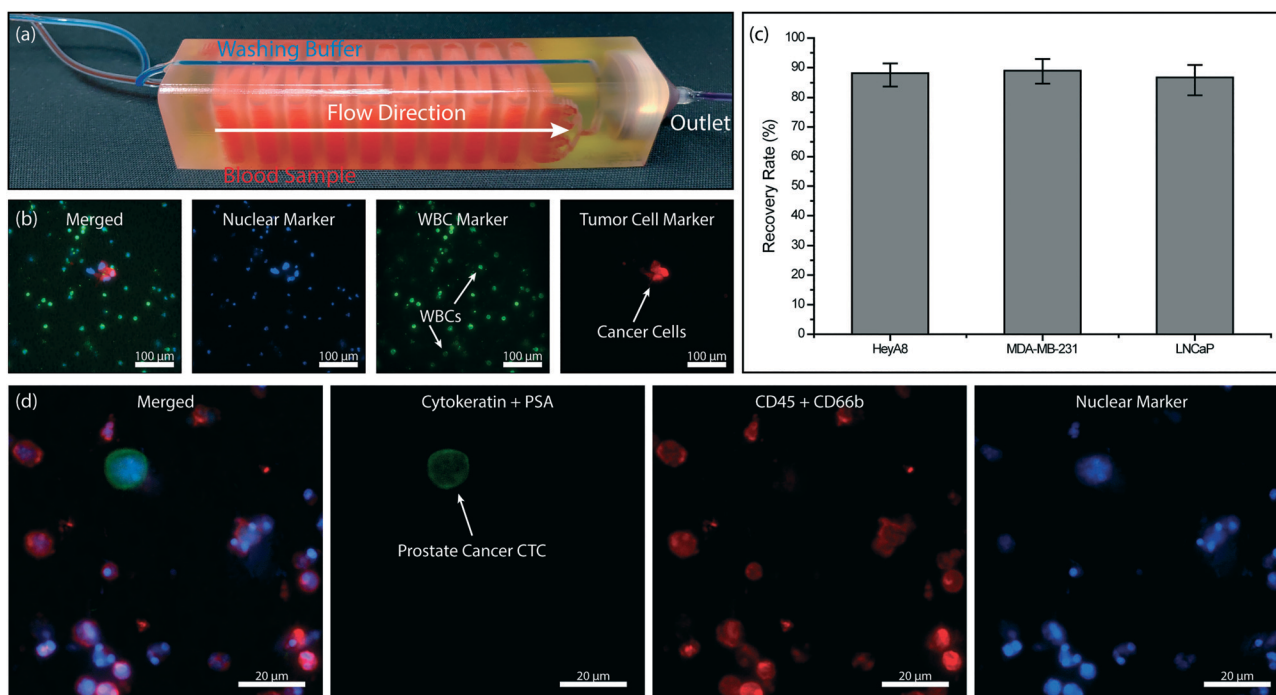 (a)
Washing Buffer
Flow Direction
Outlet
Blood Sample
(b)
Merged
Nuclear Marker
WBC Marker
Tumor Cell Marker
WBCs
Cancer Cells
100 µm
100 µm
100 µm
100 µm
(c)
100
90
80
70
60
50
40
30
20
10
0
Recovery Rate (%)
HeyA8
MDA-MB-231
LNCaP
(d)
Merged
Cytokeratin + PSA
CD45 + CD66b
Nuclear Marker
Prostate Cancer CTC
20 µm
20 µm
20 µm
20 µm